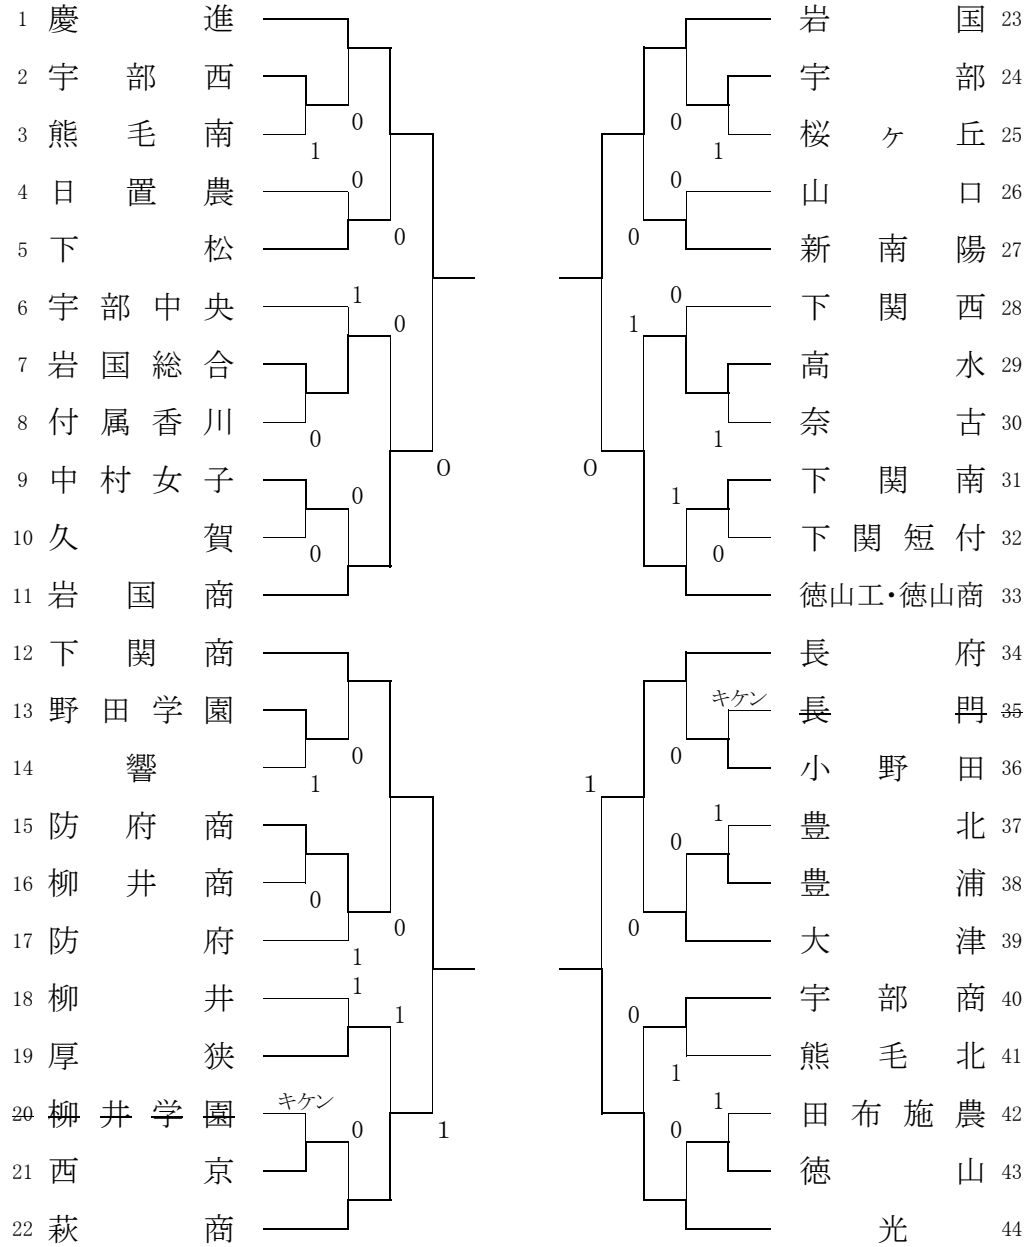 1 慶進
2 宇部西
0
3 熊毛南
1
4 日置農
0
5 下松
0
6 宇部中央
1
0
7 岩国総合
8 付属香川
0
9 中村女子
0
0
10 久賀
0
11 岩国商
12 下関商
13 野田学園
0
14 響
1
15 防府商
16 柳井商
0
17 防府
0
1
18 柳井
1
1
19 厚狭
20 柳井学園
キケン
0
1
21 西京
22 萩商
岩国 23
宇部 24
0
桜ヶ丘 25
1
山口 26
0
新南陽 27
0
下関西 28
0
1
高水 29
奈古 30
1
下関南 31
0
1
下関短付 32
0
徳山工・徳山商 33
長府 34
キケン
長門 35
0
小野田 36
1
豊北 37
1
0
豊浦 38
大津 39
0
宇部商 40
0
熊毛北 41
1
田布施農 42
1
0
徳山 43
光 44